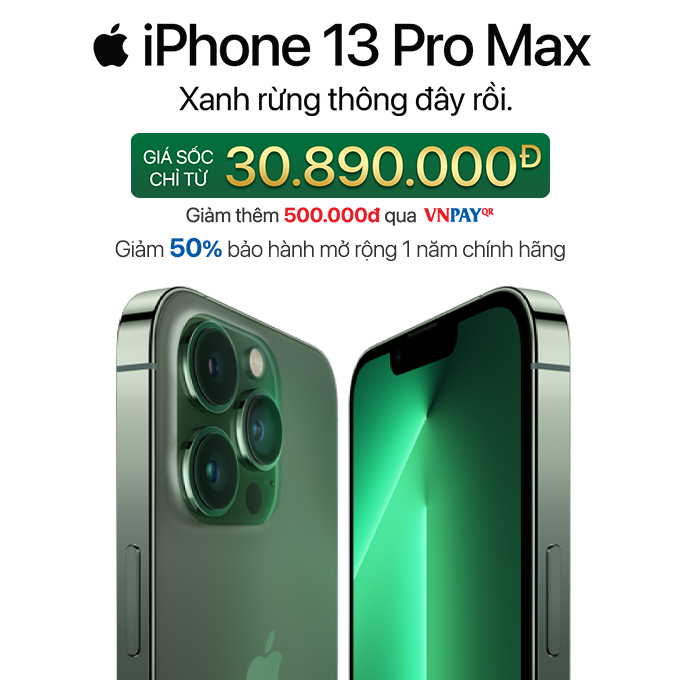 iPhone 13 Pro Max
Xanh rừng thông đây rồi.
GIÁ SỐC
CHỈ TỪ
30.890.000Đ
Giảm thêm 500.000đ qua VNPAYQR
Giảm 50% bảo hành mở rộng 1 năm chính hãng